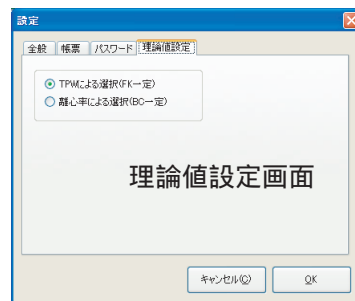 設定
全般 帳票 パスワード 理論値設定
TPWによる選択(FK一定)
離心率による選択(BC一定)
理論値設定画面
キャンセル(C) OK